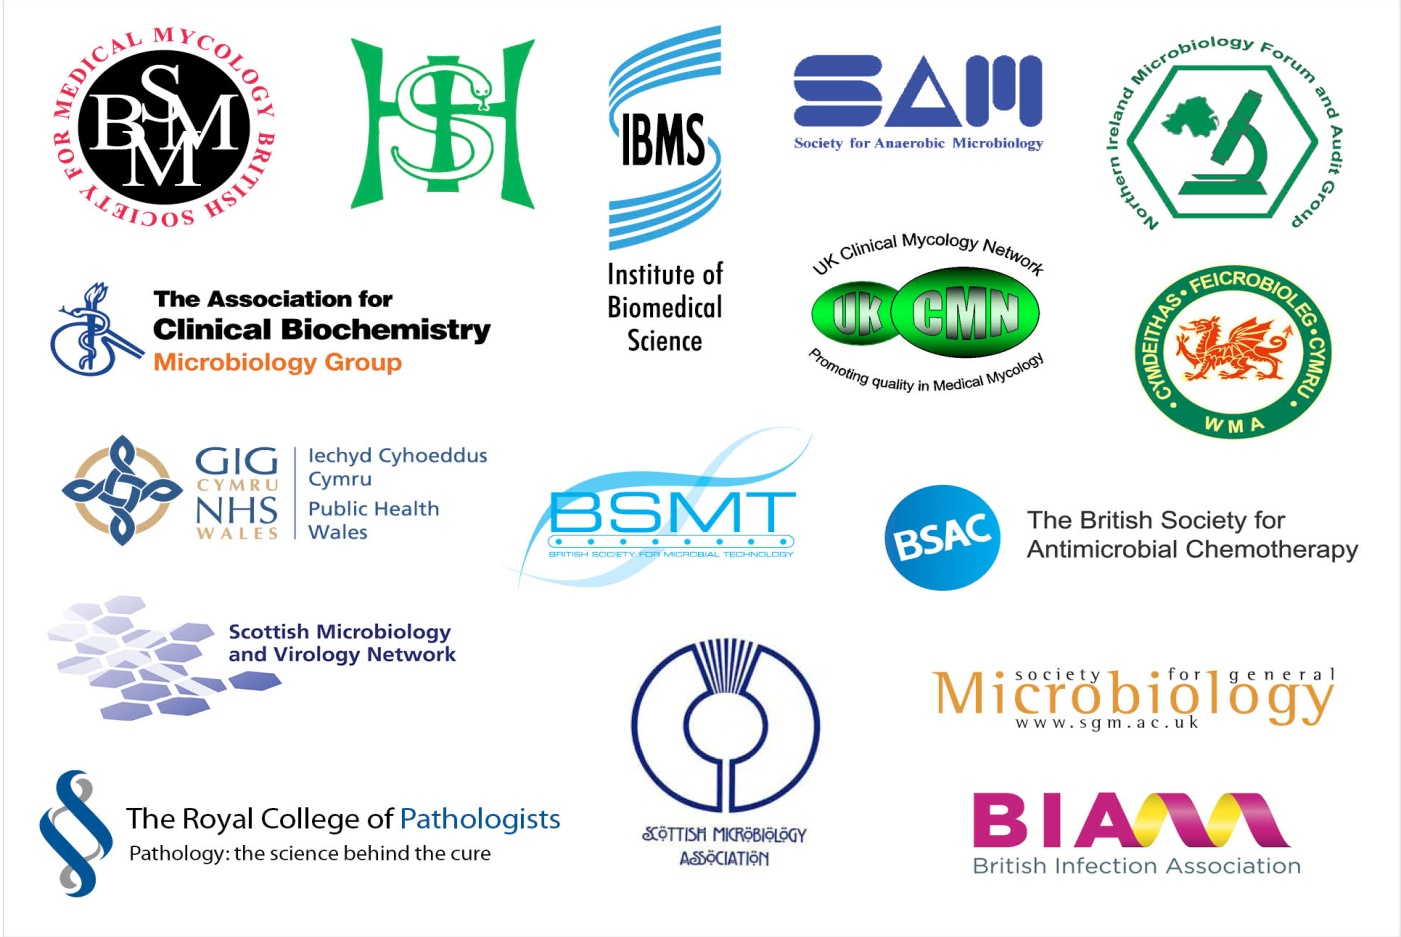 BRITISH SOCIETY FOR MEDICAL MYCOLOGY
BSMM
HIS
IBMS
Institute of
Biomedical
Science
SAM
Society for Anaerobic Microbiology
Northern Ireland Microbiology Forum and Audit Group
The Association for
Clinical Biochemistry
Microbiology Group
UK Clinical Mycology Network
UK CMN
Promoting quality in Medical Mycology
CYMDEITHAS • FEICROBIOLEG • CYMRU •
WMA
GIG
CYMRU
NHS
WALES
Iechyd Cyhoeddus
Cymru
Public Health
Wales
BSMT
BRITISH SOCIETY FOR MICROBIAL TECHNOLOGY
BSAC
The British Society for
Antimicrobial Chemotherapy
Scottish Microbiology
and Virology Network
SCOTTISH MICROBIOLOGY
ASSOCIATION
society for general
Microbiology
www.sgm.ac.uk
The Royal College of Pathologists
Pathology: the science behind the cure
BIA
British Infection Association